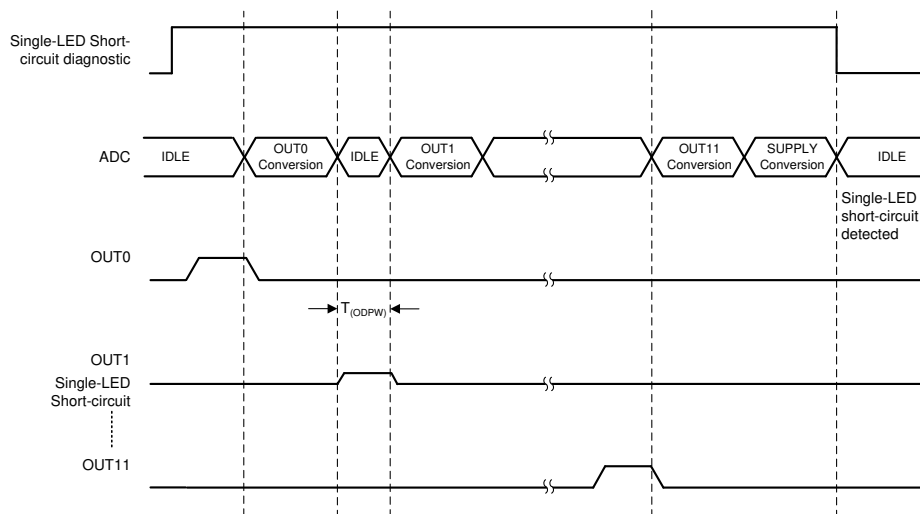 Single-LED Short-
circuit diagnostic
ADC
IDLE
OUT0
Conversion
IDLE
OUT1
Conversion
OUT11
Conversion
SUPPLY
Conversion
IDLE
Single-LED
short-circuit
detected
OUT0
T(ODPW)
OUT1
Single-LED
Short-circuit
OUT11